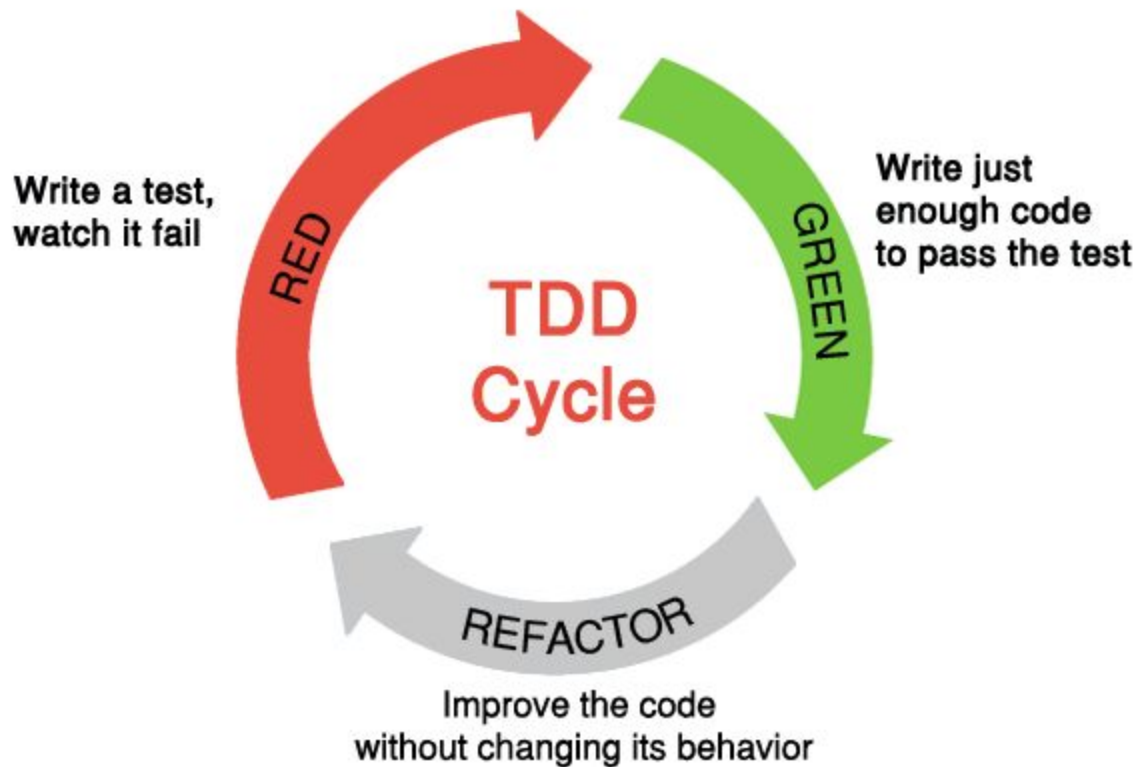 Write a test,
watch it fail
RED
GREEN
Write just
enough code
to pass the test
TDD
Cycle
REFACTOR
Improve the code
without changing its behavior